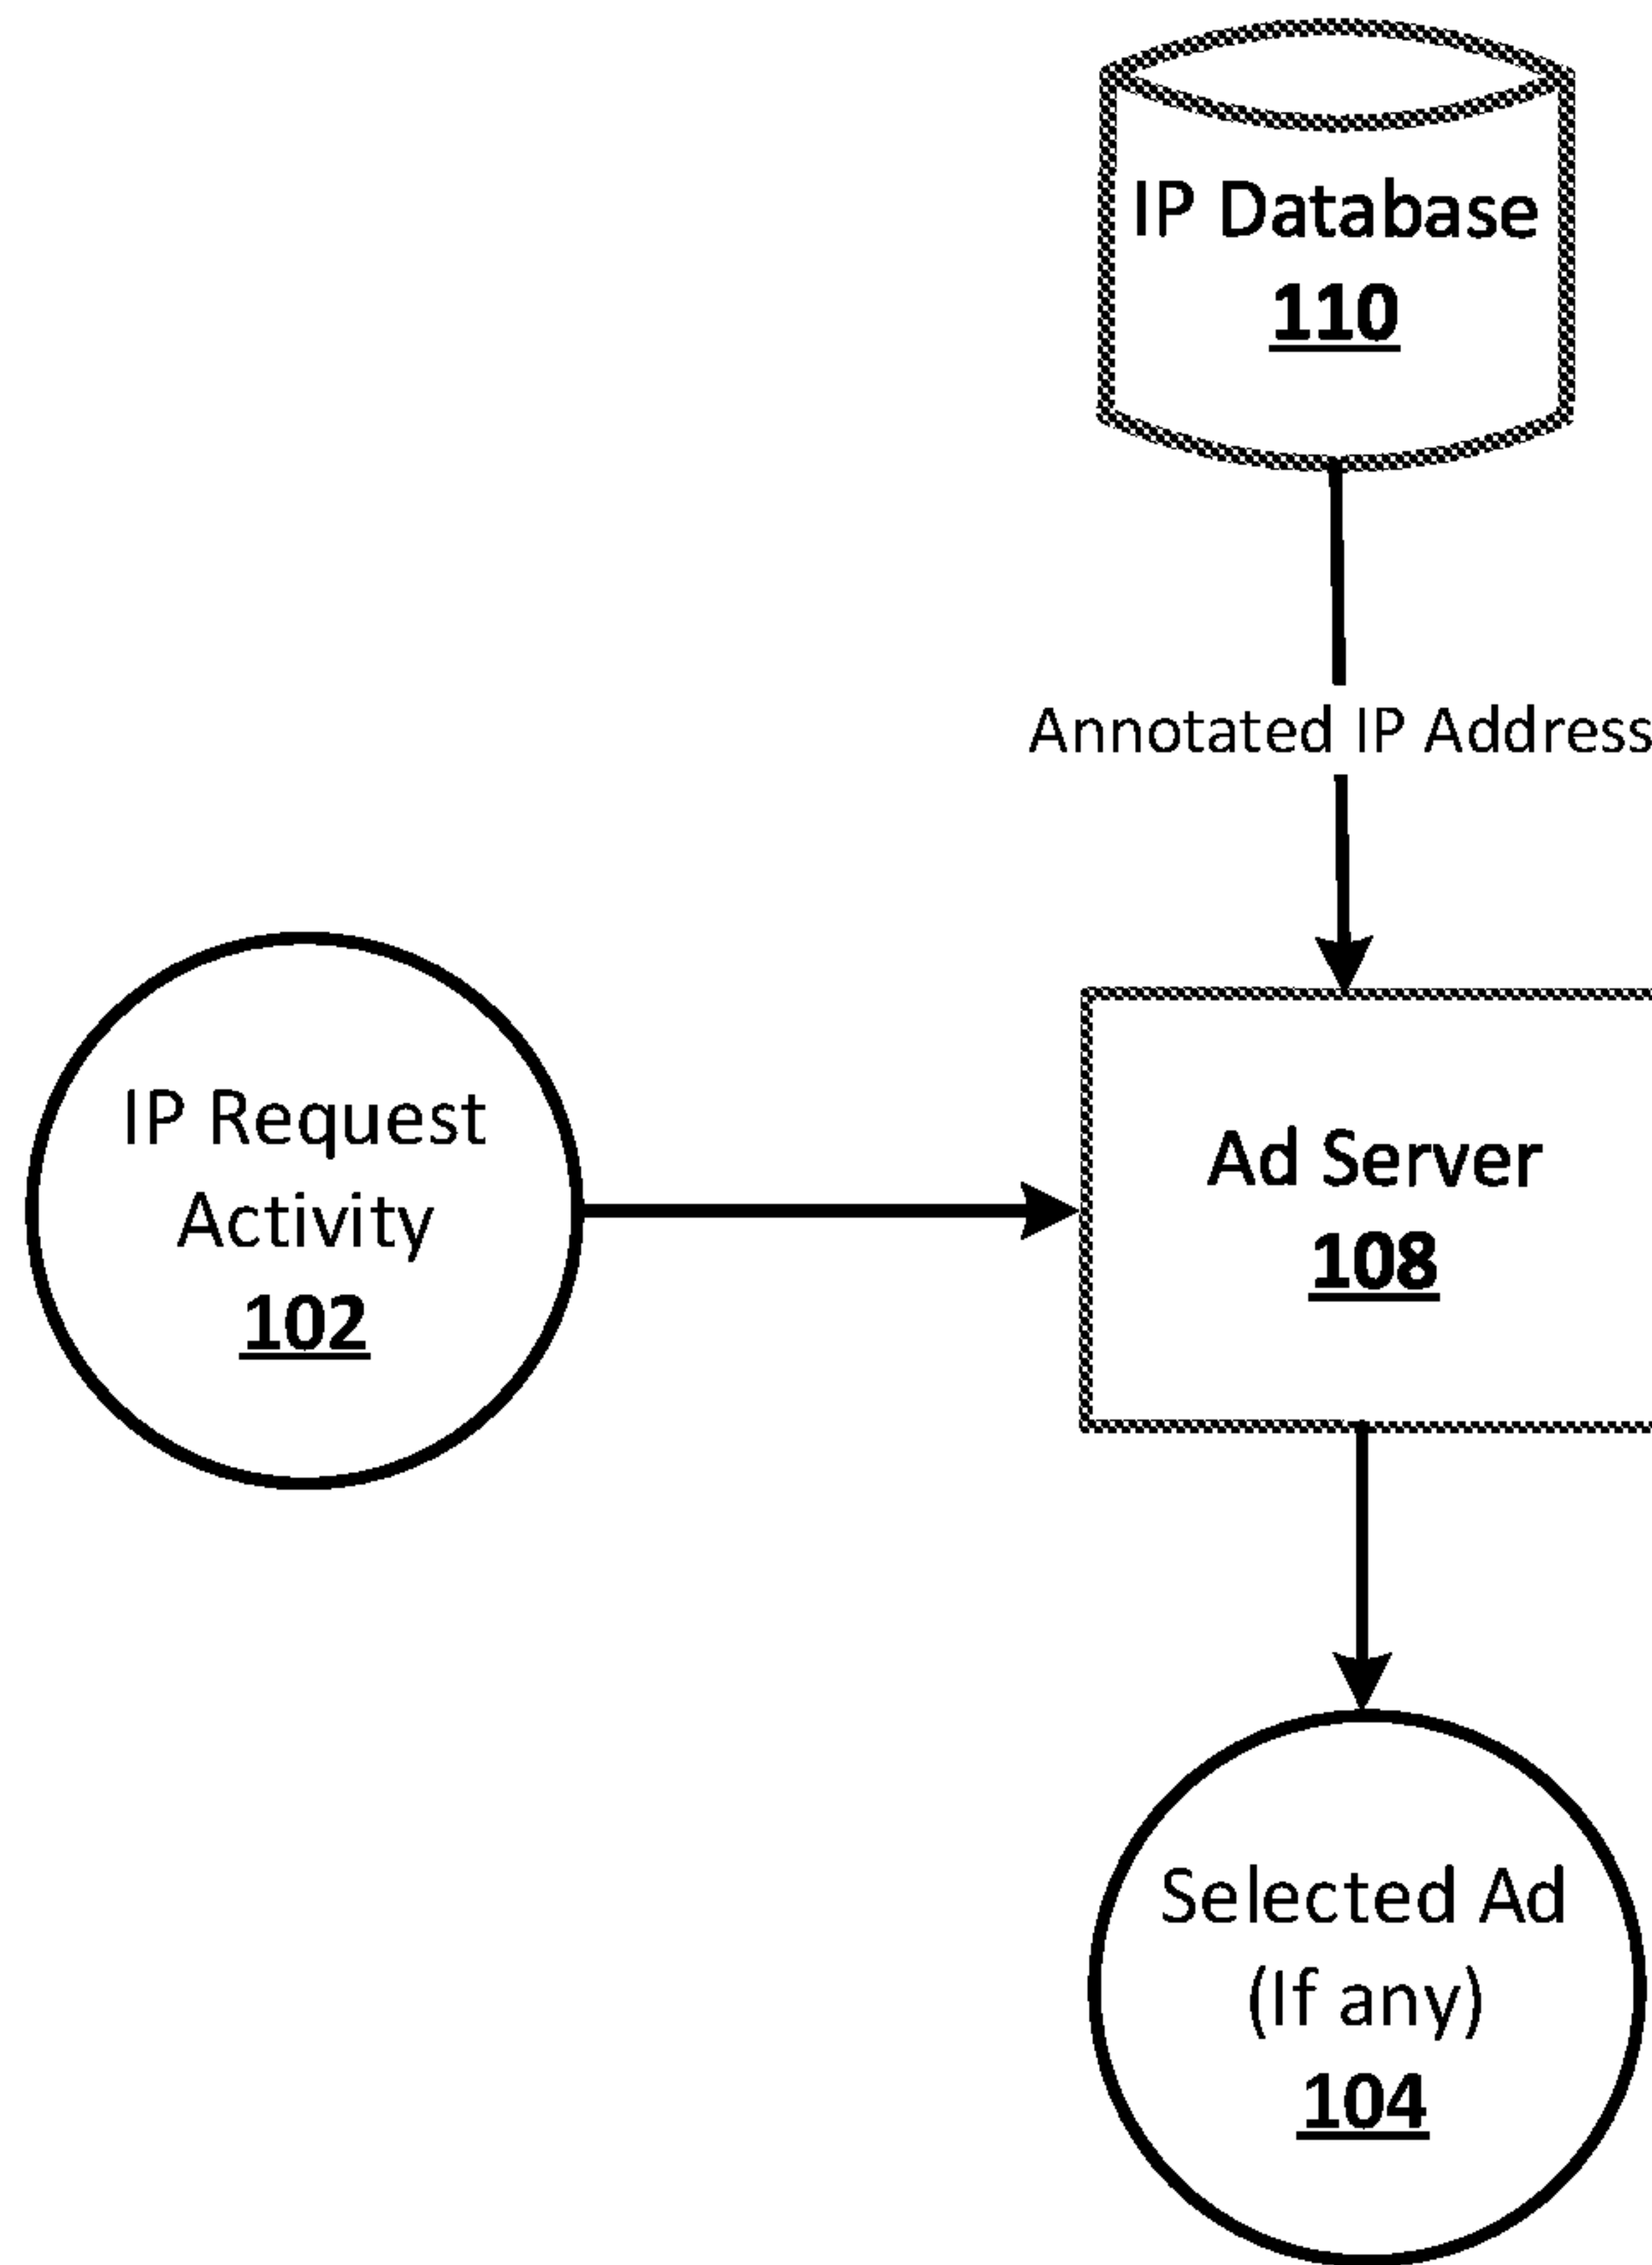 IP Database
110
Annotated IP Address
IP Request
Activity
102
Ad Server
108
Selected Ad
(If any)
104